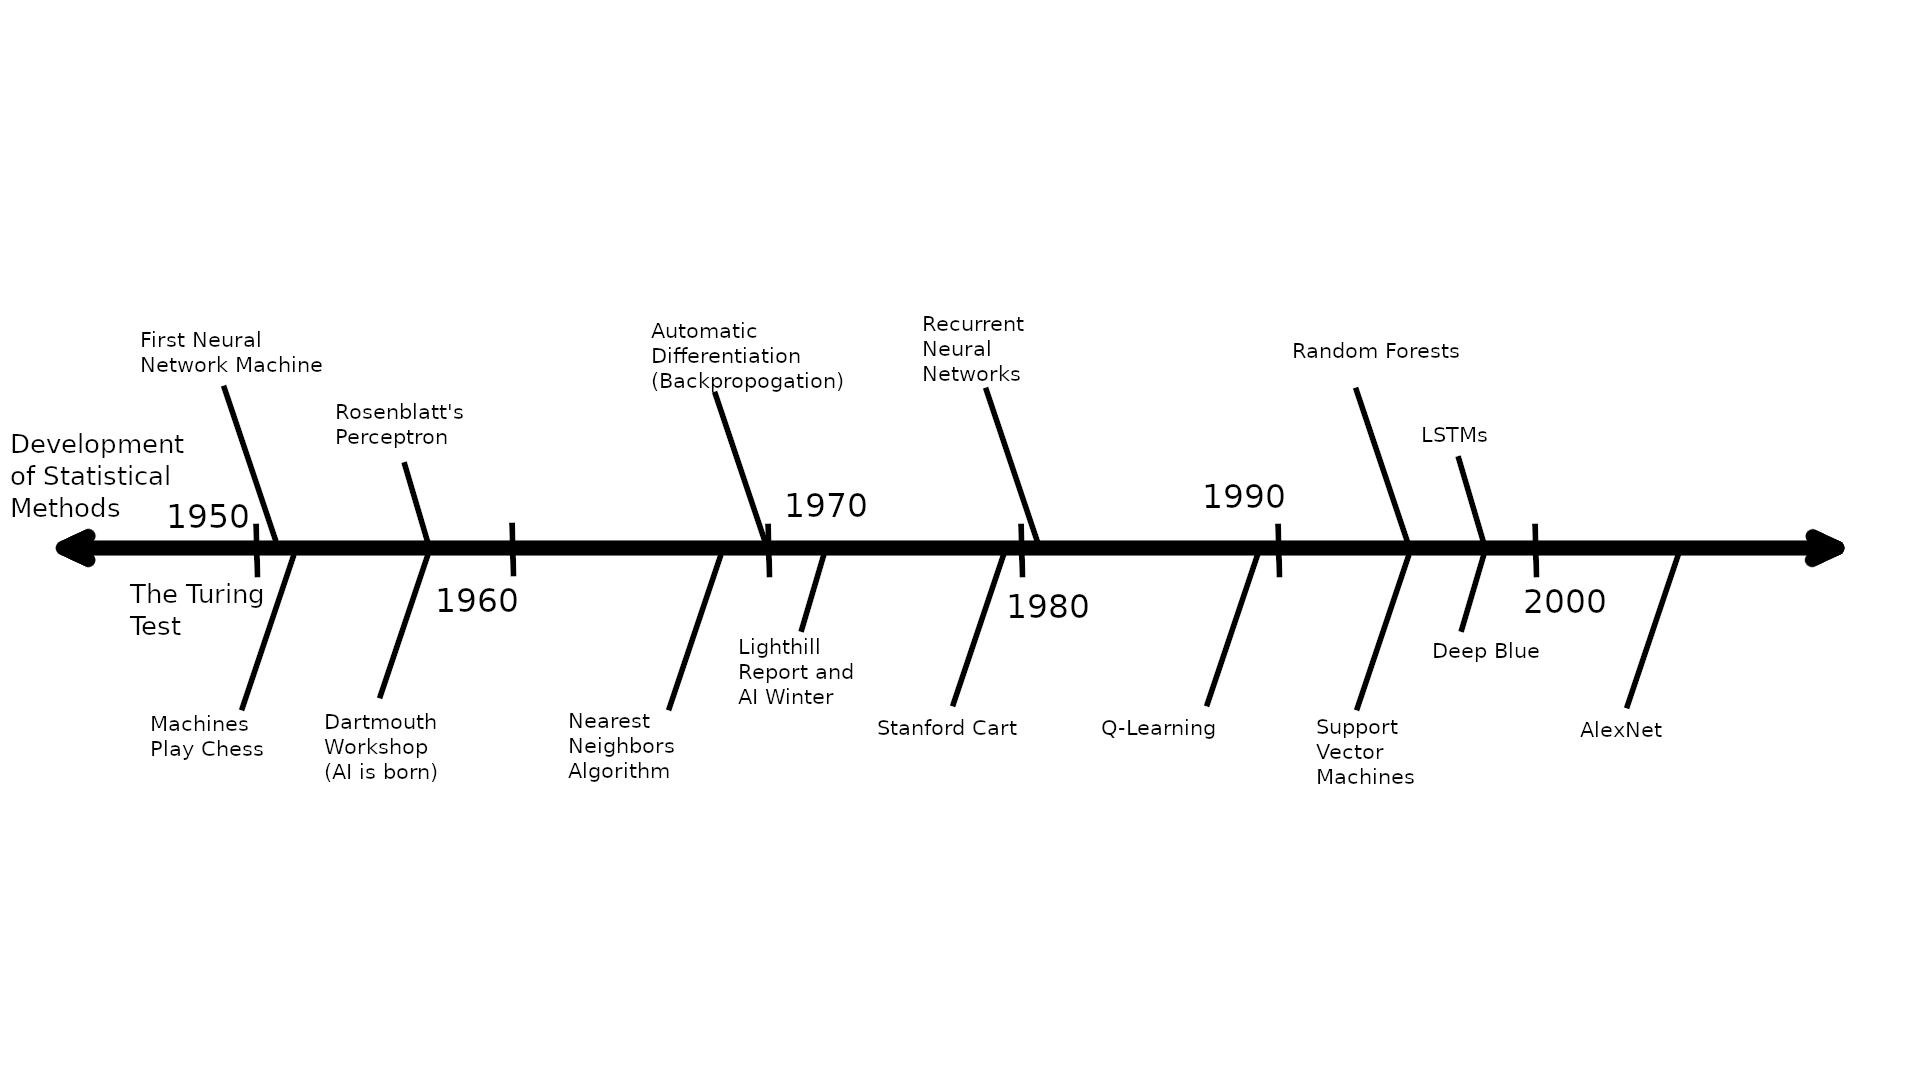 First Neural
Network Machine
Rosenblatt's
Perceptron
Automatic
Differentiation
(Backpropogation)
Recurrent
Neural
Networks
Random Forests
LSTMs
Development
of Statistical
Methods
1950
1970
1990
The Turing
Test
1960
1980
2000
Machines
Play Chess
Dartmouth
Workshop
(AI is born)
Nearest
Neighbors
Algorithm
Lighthill
Report and
AI Winter
Stanford Cart
Q-Learning
Support
Vector
Machines
Deep Blue
AlexNet